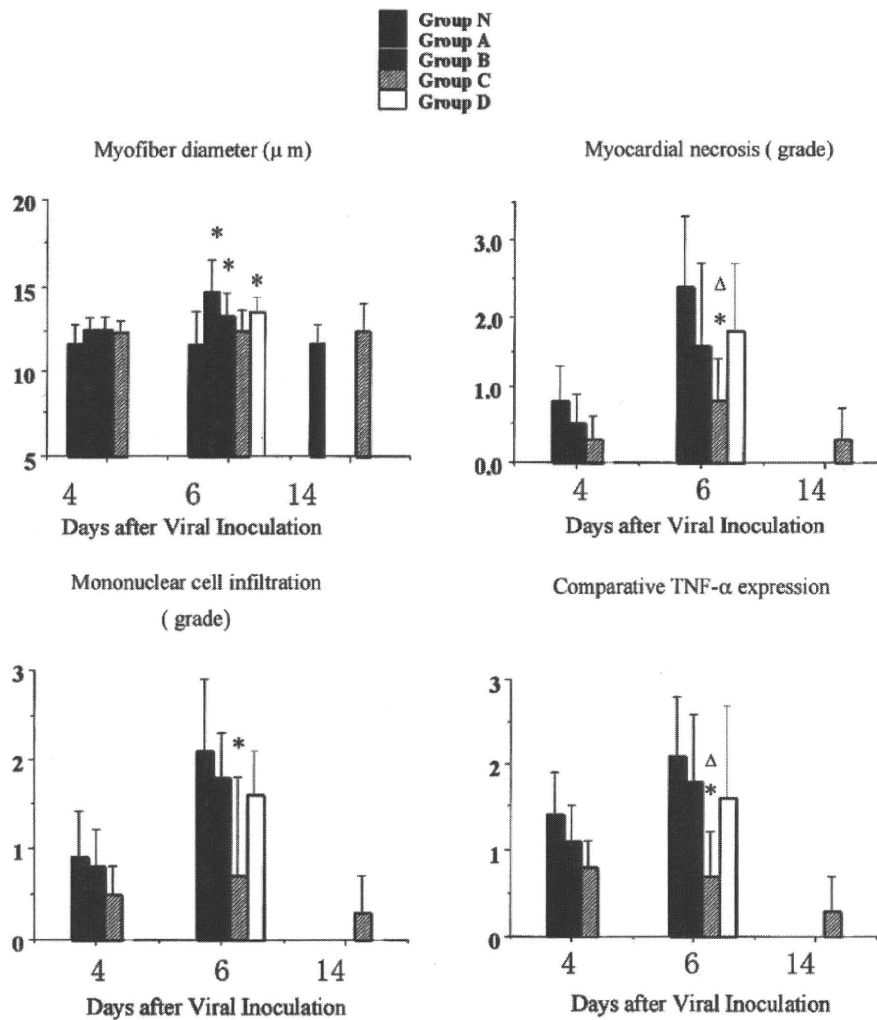 Group N
Group A
Group B
Group C
Group D
Myofiber diameter (μ m)
20
15
10
5
* * *
4 6 14
Days after Viral Inoculation
Myocardial necrosis ( grade)
3.0
2.0
1.0
0.0
Δ
*
4 6 14
Days after Viral Inoculation
Mononuclear cell infiltration
( grade)
3
2
1
0
*
4 6 14
Days after Viral Inoculation
Comparative TNF-α expression
3
2
1
0
Δ
*
4 6 14
Days after Viral Inoculation